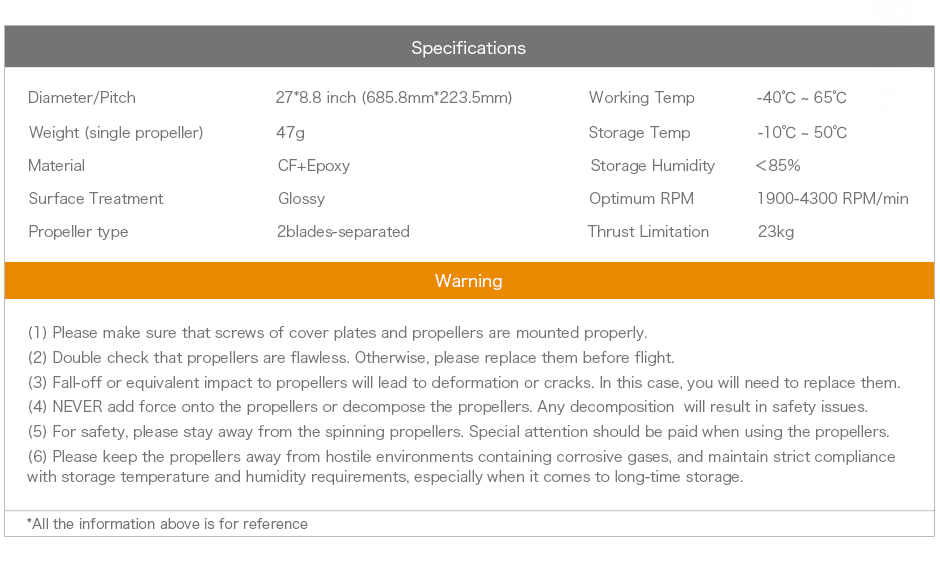 Specifications
Diameter/Pitch 27*8.8 inch (685.8mm*223.5mm) Working Temp -40℃ ~ 65℃
Weight (single propeller) 47g Storage Temp -10℃ ~ 50℃
Material CF+Epoxy Storage Humidity <85%
Surface Treatment Glossy Optimum RPM 1900-4300 RPM/min
Propeller type 2blades-separated Thrust Limitation 23kg
Warning
(1) Please make sure that screws of cover plates and propellers are mounted properly.
(2) Double check that propellers are flawless. Otherwise, please replace them before flight.
(3) Fall-off or equivalent impact to propellers will lead to deformation or cracks. In this case, you will need to replace them.
(4) NEVER add force onto the propellers or decompose the propellers. Any decomposition  will result in safety issues.
(5) For safety, please stay away from the spinning propellers. Special attention should be paid when using the propellers.
(6) Please keep the propellers away from hostile environments containing corrosive gases, and maintain strict compliance
with storage temperature and humidity requirements, especially when it comes to long-time storage.
*All the information above is for reference